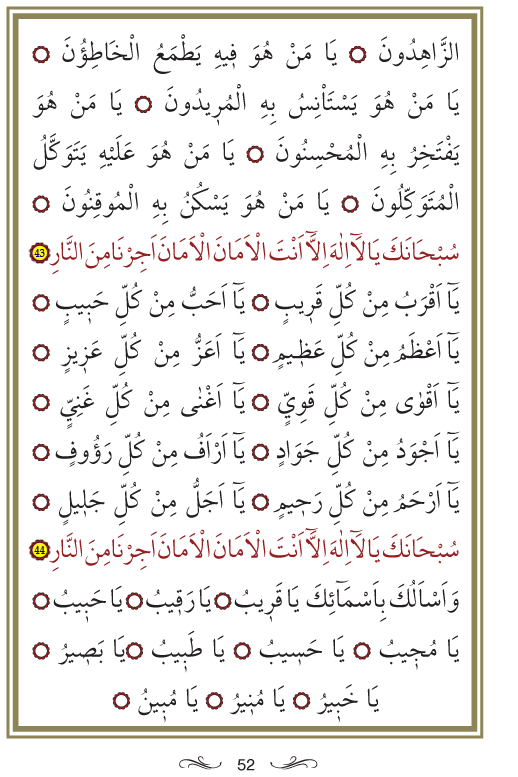 الزَّاهِدُونَ ۞ يَا مَنْ هُوَ فِيهِ يَطْمَعُ الْخَاطِؤُنَ ۞
يَا مَنْ هُوَ يَسْتَأْنِسُ بِهِ الْمُرِيدُونَ ۞ يَا مَنْ هُوَ
يَفْتَخِرُ بِهِ الْمُحْسِنُونَ ۞ يَا مَنْ هُوَ عَلَيْهِ يَتَوَكَّلُ
الْمُتَوَكِّلُونَ ۞ يَا مَنْ هُوَ يَسْكُنُ بِهِ الْمُوقِنُونَ ۞
سُبْحَانَكَ يَا لَآ اِلٰهَ اِلَّآ اَنْتَ الْاَمَانَ الْاَمَانَ اَجِرْنَا مِنَ النَّارِ 43
يَآ اَقْرَبُ مِنْ كُلِّ قَرِيبٍ ۞ يَآ اَحَبُّ مِنْ كُلِّ حَبِيبٍ ۞
يَآ اَعْظَمُ مِنْ كُلِّ عَظِيمٍ ۞ يَآ اَعَزُّ مِنْ كُلِّ عَزِيزٍ ۞
يَآ اَقْوٰى مِنْ كُلِّ قَوِيٍّ ۞ يَآ اَغْنٰى مِنْ كُلِّ غَنِيٍّ ۞
يَآ اَجْوَدُ مِنْ كُلِّ جَوَادٍ ۞ يَآ اَرْاَفُ مِنْ كُلِّ رَؤُوفٍ ۞
يَآ اَرْحَمُ مِنْ كُلِّ رَحِيمٍ ۞ يَآ اَجَلُّ مِنْ كُلِّ جَلِيلٍ ۞
سُبْحَانَكَ يَا لَآ اِلٰهَ اِلَّآ اَنْتَ الْاَمَانَ الْاَمَانَ اَجِرْنَا مِنَ النَّارِ 44
وَاَسْاَلُكَ بِاَسْمَآئِكَ يَا قَرِيبُ ۞ يَا رَقِيبُ ۞ يَا حَبِيبُ ۞
يَا مُجِيبُ ۞ يَا حَسِيبُ ۞ يَا طَبِيبُ ۞ يَا بَصِيرُ ۞
يَا خَبِيرُ ۞ يَا مُنِيرُ ۞ يَا مُبِينُ ۞
52